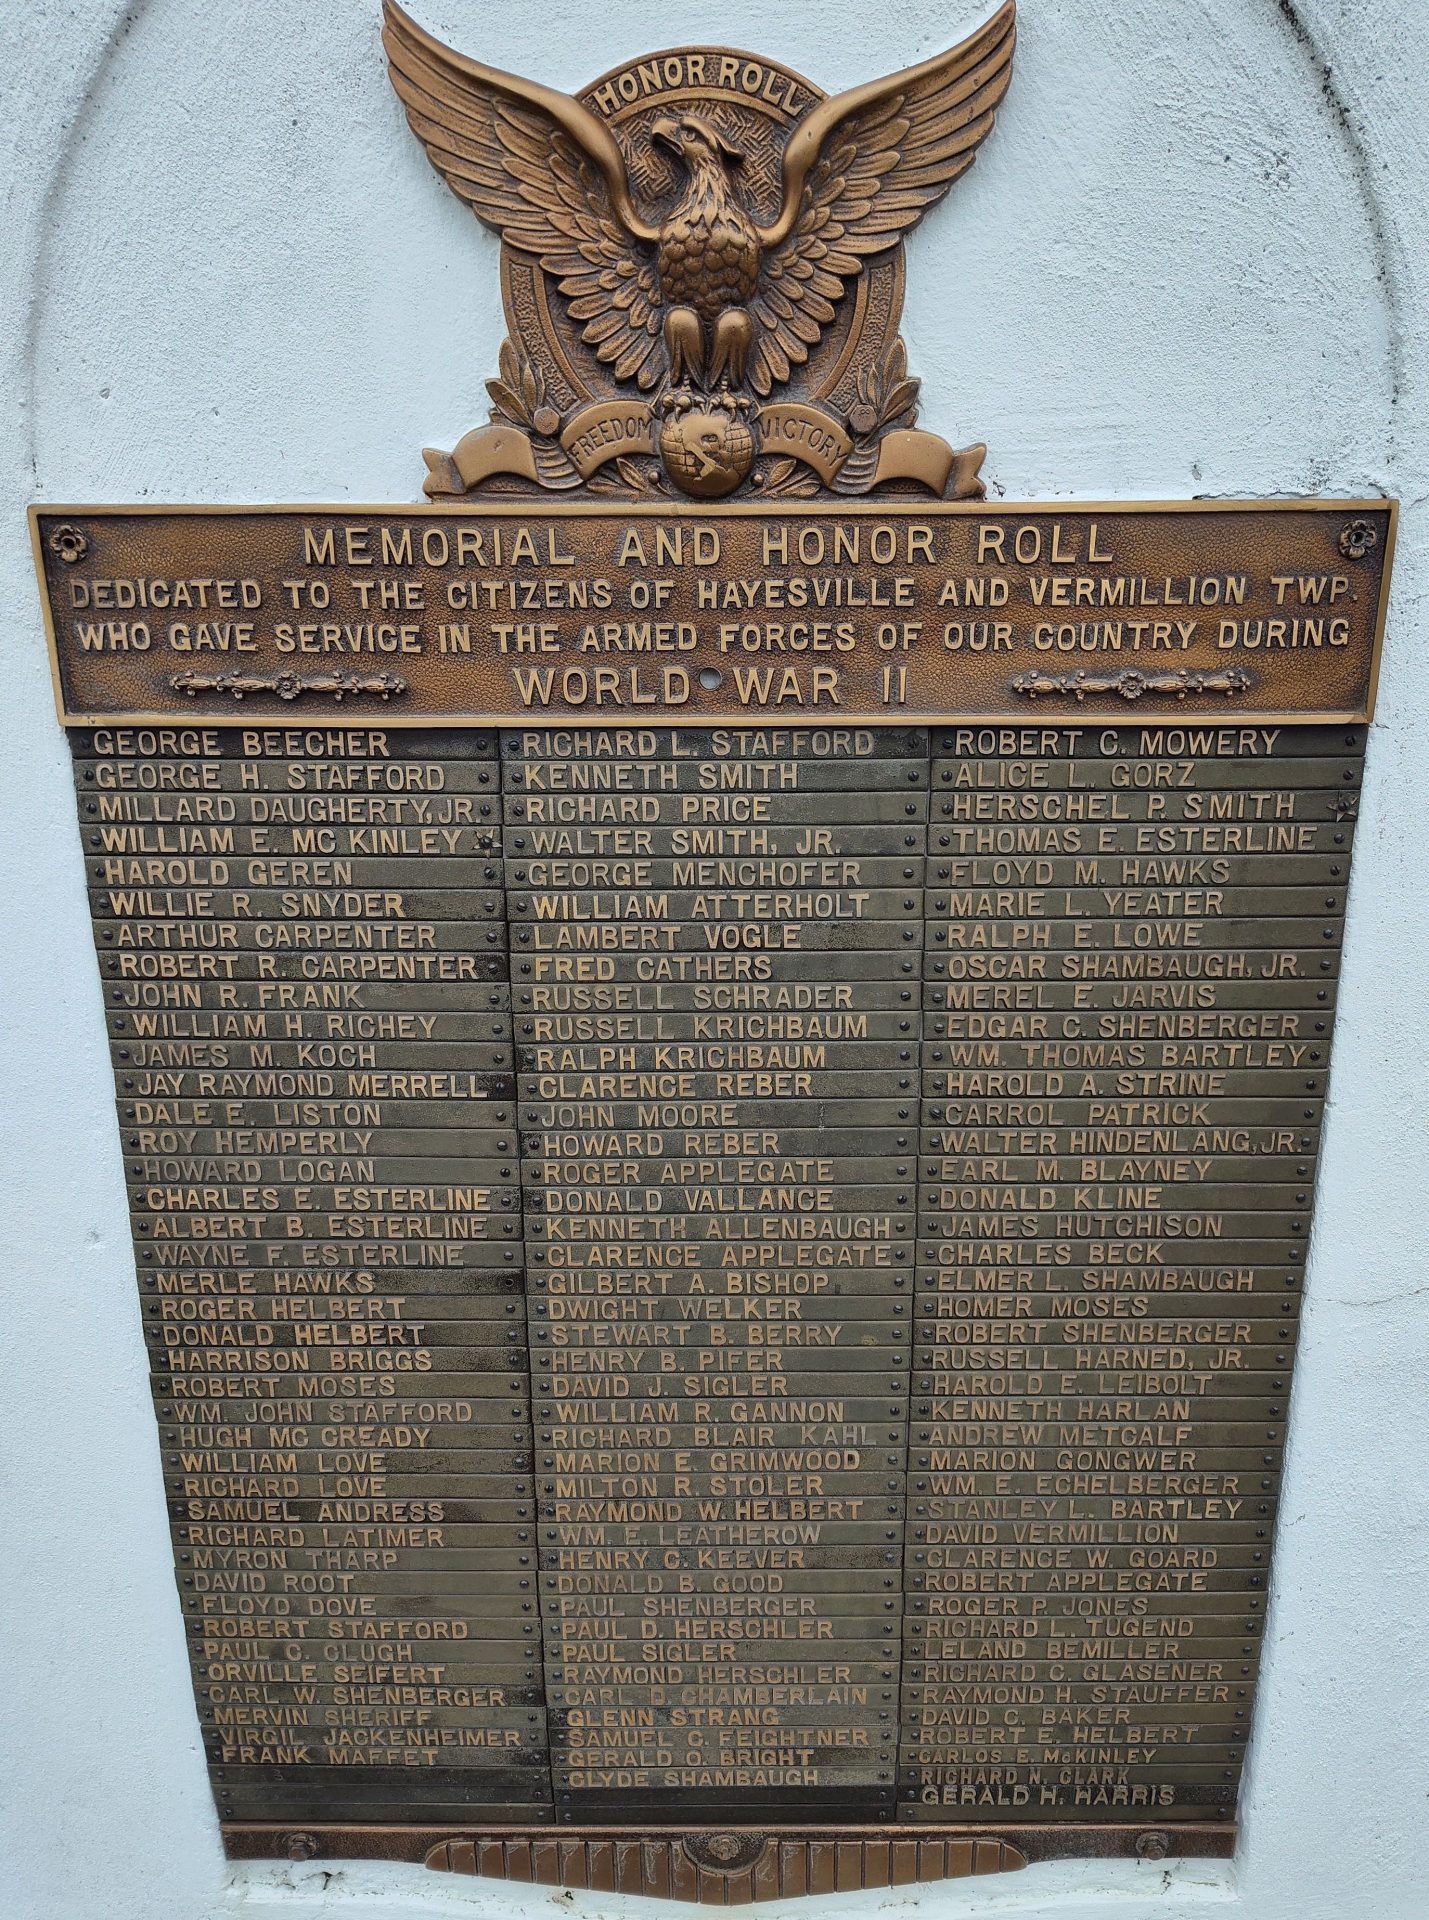 HONOR ROLL
FREEDOM VICTORY
MEMORIAL AND HONOR ROLL
DEDICATED TO THE CITIZENS OF HAYESVILLE AND VERMILLION TWP.
WHO GAVE SERVICE IN THE ARMED FORCES OF OUR COUNTRY DURING
WORLD WAR II
GEORGE BEECHER
GEORGE H. STAFFORD
MILLARD DAUGHERTY, JR.
WILLIAM E. MC KINLEY
HAROLD GEREN
WILLIE R. SNYDER
ARTHUR CARPENTER
ROBERT R. CARPENTER
JOHN R. FRANK
WILLIAM H. RICHEY
JAMES M. KOCH
JAY RAYMOND MERRELL
DALE E. LISTON
ROY HEMPERLY
HOWARD LOGAN
CHARLES E. ESTERLINE
ALBERT B. ESTERLINE
WAYNE F. ESTERLINE
MERLE HAWKS
ROGER HELBERT
DONALD HELBERT
HARRISON BRIGGS
ROBERT MOSES
WM. JOHN STAFFORD
HUGH MC CREADY
WILLIAM LOVE
RICHARD LOVE
SAMUEL ANDRESS
RICHARD LATIMER
MYRON THARP
DAVID ROOT
FLOYD DOVE
ROBERT STAFFORD
PAUL C. CLUGH
ORVILLE SEIFERT
CARL W. SHENBERGER
MERVIN SHERIFF
VIRGIL JACKENHEIMER
FRANK MAFFET
RICHARD L. STAFFORD
KENNETH SMITH
RICHARD PRICE
WALTER SMITH, JR.
GEORGE MENCHOFER
WILLIAM ATTERHOLT
LAMBERT VOGLE
FRED CATHERS
RUSSELL SCHRADER
RUSSELL KRICHBAUM
RALPH KRICHBAUM
CLARENCE REBER
JOHN MOORE
HOWARD REBER
ROGER APPLEGATE
DONALD VALLANCE
KENNETH ALLENBAUGH
CLARENCE APPLEGATE
GILBERT A. BISHOP
DWIGHT WELKER
STEWART B. BERRY
HENRY B. PIFER
DAVID J. SIGLER
WILLIAM R. GANNON
RICHARD BLAIR KAHL
MARION E. GRIMWOOD
MILTON R. STOLER
RAYMOND W. HELBERT
WM. E. LEATHEROW
HENRY C. KEEVER
DONALD B. GOOD
PAUL SHENBERGER
PAUL D. HERSCHLER
PAUL SIGLER
RAYMOND HERSCHLER
CARL D. CHAMBERLAIN
GLENN STRANG
SAMUEL C. FEIGHTNER
GERALD O. BRIGHT
CLYDE SHAMBAUGH
ROBERT C. MOWERY
ALICE L. GORZ
HERSCHEL P. SMITH
THOMAS E. ESTERLINE
FLOYD M. HAWKS
MARIE L. YEATER
RALPH E. LOWE
OSCAR SHAMBAUGH, JR.
MEREL E. JARVIS
EDGAR C. SHENBERGER
WM. THOMAS BARTLEY
HAROLD A. STRINE
CARROL PATRICK
WALTER HINDENLANG, JR.
EARL M. BLAYNEY
DONALD KLINE
JAMES HUTCHISON
CHARLES BECK
ELMER L. SHAMBAUGH
HOMER MOSES
ROBERT SHENBERGER
RUSSELL HARNED, JR.
HAROLD E. LEIBOLT
KENNETH HARLAN
ANDREW METCALF
MARION GONGWER
WM. E. ECHELBERGER
STANLEY L. BARTLEY
DAVID VERMILLION
CLARENCE W. GOARD
ROBERT APPLEGATE
ROGER P. JONES
RICHARD L. TUGEND
LELAND BEMILLER
RICHARD C. GLASENER
RAYMOND H. STAUFFER
DAVID C. BAKER
ROBERT E. HELBERT
CARLOS E. McKINLEY
RICHARD N. CLARK
GERALD H. HARRIS